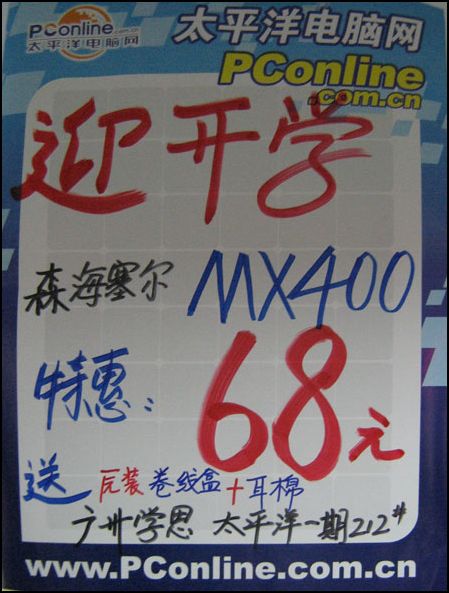 PConline
太平洋电脑网
太平洋电脑网
PConline
.com.cn
迎开学
森海塞尔 MX400
特惠：68元
送 瓦装卷纹盒+耳棉
广州学思 太平洋一期212#
www.PConline.com.cn